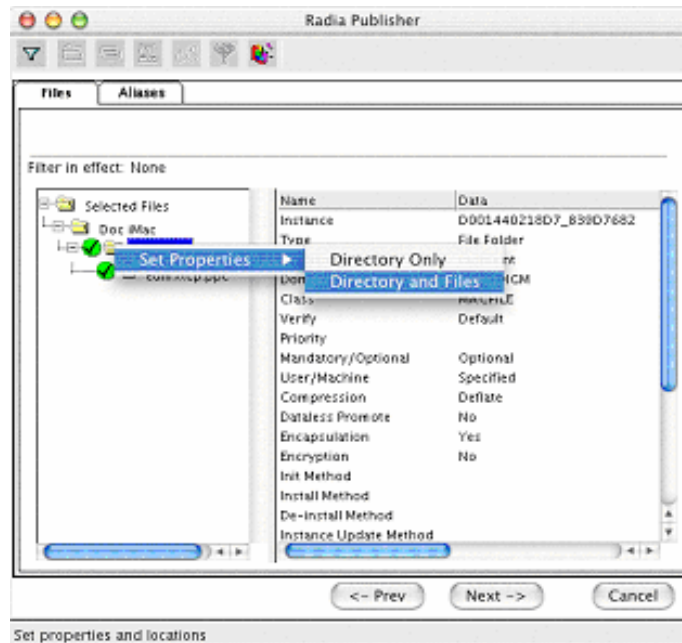 Radia Publisher
Files
Aliases
Filter in effect: None
Selected Files
Doc iMac
Set Properties
Directory Only
Directory and Files
Name Data
Instance D001440218D7_839D7682
Type File Folder
Class MACFILE
Verify Default
Priority
Mandatory/Optional Optional
User/Machine Specified
Compression Deflate
Dataless Promote No
Encapsulation Yes
Encryption No
Init Method
Install Method
De-install Method
Instance Update Method
<- Prev
Next ->
Cancel
Set properties and locations